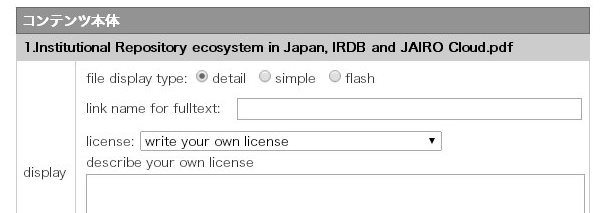 コンテンツ本体
1.Institutional Repository ecosystem in Japan, IRDB and JAIRO Cloud.pdf
file display type: detail simple flash
link name for fulltext:
license: write your own license
describe your own license
display